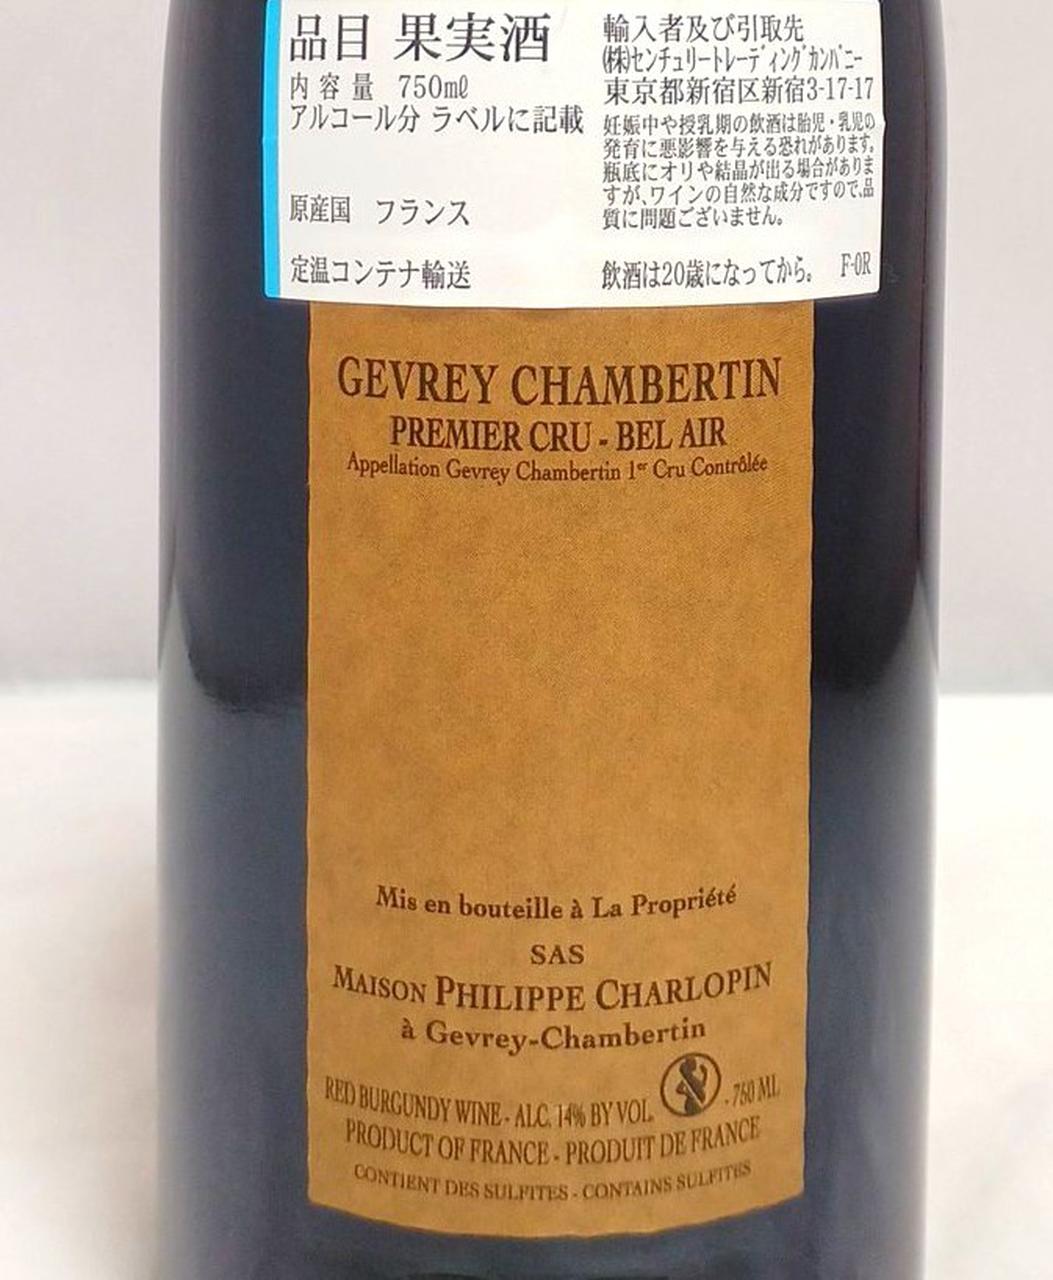 品目 果実酒
内容量 750mℓ
アルコール分 ラベルに記載
原産国 フランス
定温コンテナ輸送
輸入者及び引取先
㈱センチュリートレーディングカンパニー
東京都新宿区新宿3-17-17
妊娠中や授乳期の飲酒は胎児・乳児の
発育に悪影響を与える恐れがあります。
瓶底にオリや結晶が出る場合がありま
すが、ワインの自然な成分ですので、品
質に問題ございません。
飲酒は20歳になってから。 F-0R
GEVREY CHAMBERTIN
PREMIER CRU - BEL AIR
Appellation Gevrey Chambertin 1er Cru Contrôlée
Mis en bouteille à La Propriété
SAS
MAISON PHILIPPE CHARLOPIN
à Gevrey-Chambertin
RED BURGUNDY WINE - ALC. 14% BY VOL. - 750 ML
PRODUCT OF FRANCE - PRODUIT DE FRANCE
CONTIENT DES SULFITES - CONTAINS SULFITES